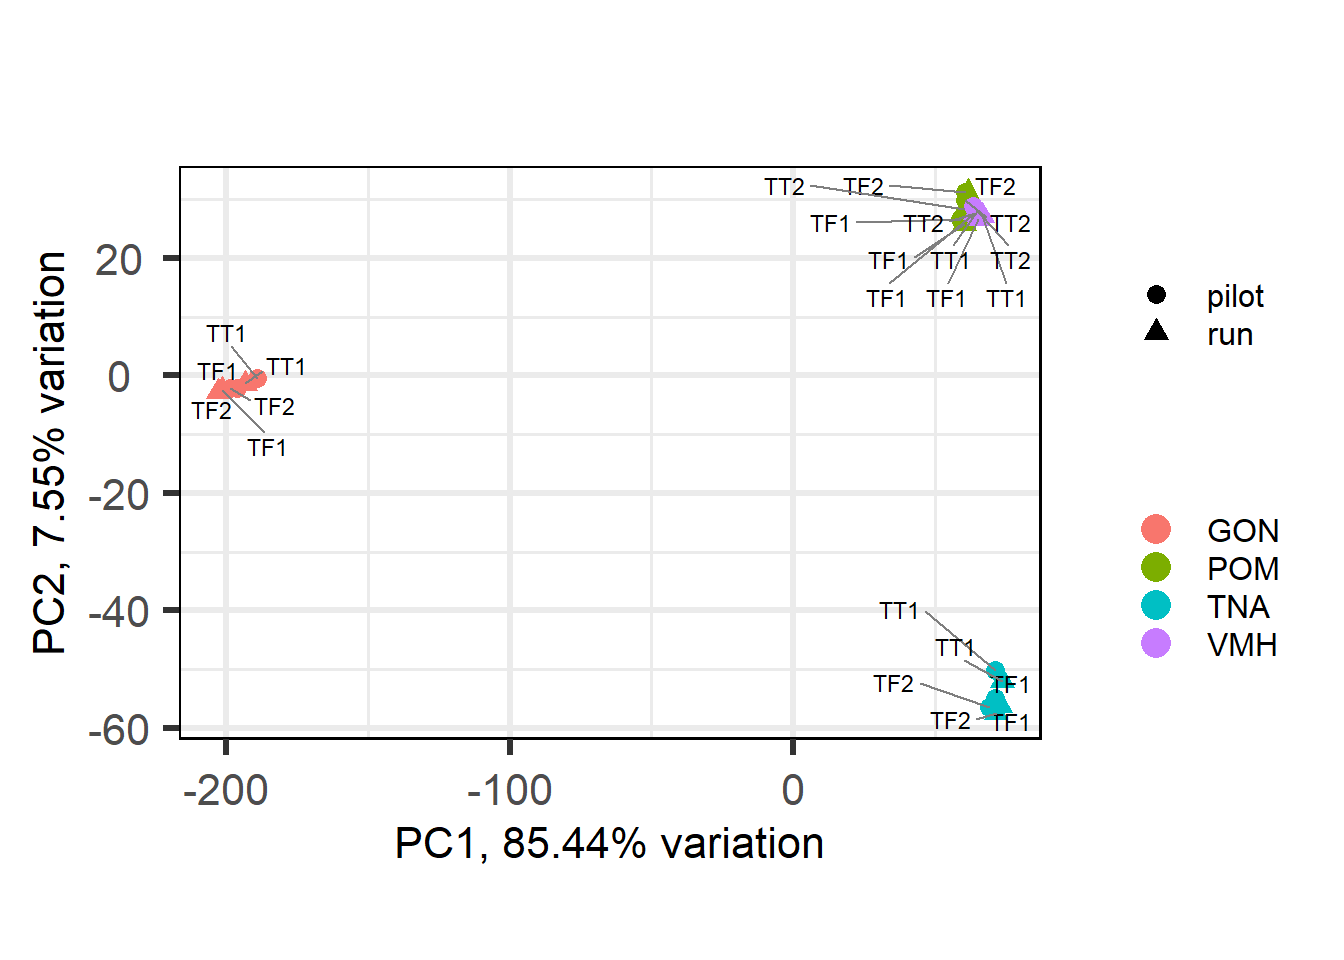 TT2 TF2 TF2
TF1 TT2 TT2
TF1 TT1 TT2
TF1 TF1 TT1
TT1
TF1 TT1
TF2 TF2
TF1
TT1
TT1
TF2 TF1
TF2 TF1
20
0
-20
-40
-60
-200 -100 0
PC1, 85.44% variation
PC2, 7.55% variation
pilot
run
GON
POM
TNA
VMH